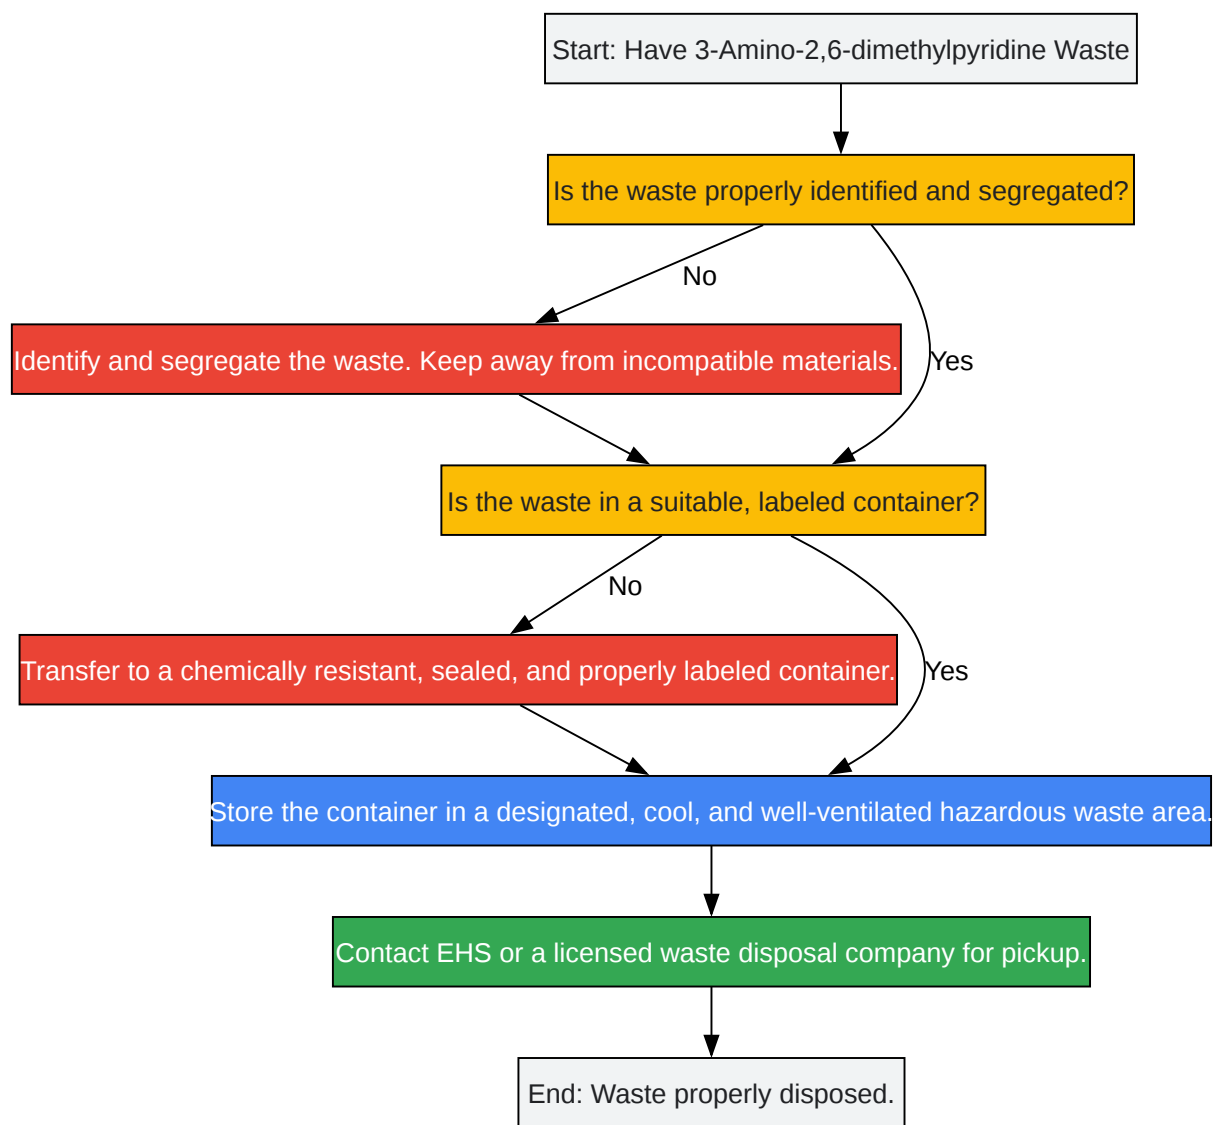 Start: Have 3-Amino-2,6-dimethylpyridine Waste
Is the waste properly identified and segregated?
No
Identify and segregate the waste. Keep away from incompatible materials.
Yes
Is the waste in a suitable, labeled container?
No
Transfer to a chemically resistant, sealed, and properly labeled container.
Yes
Store the container in a designated, cool, and well-ventilated hazardous waste area.
Contact EHS or a licensed waste disposal company for pickup.
End: Waste properly disposed.